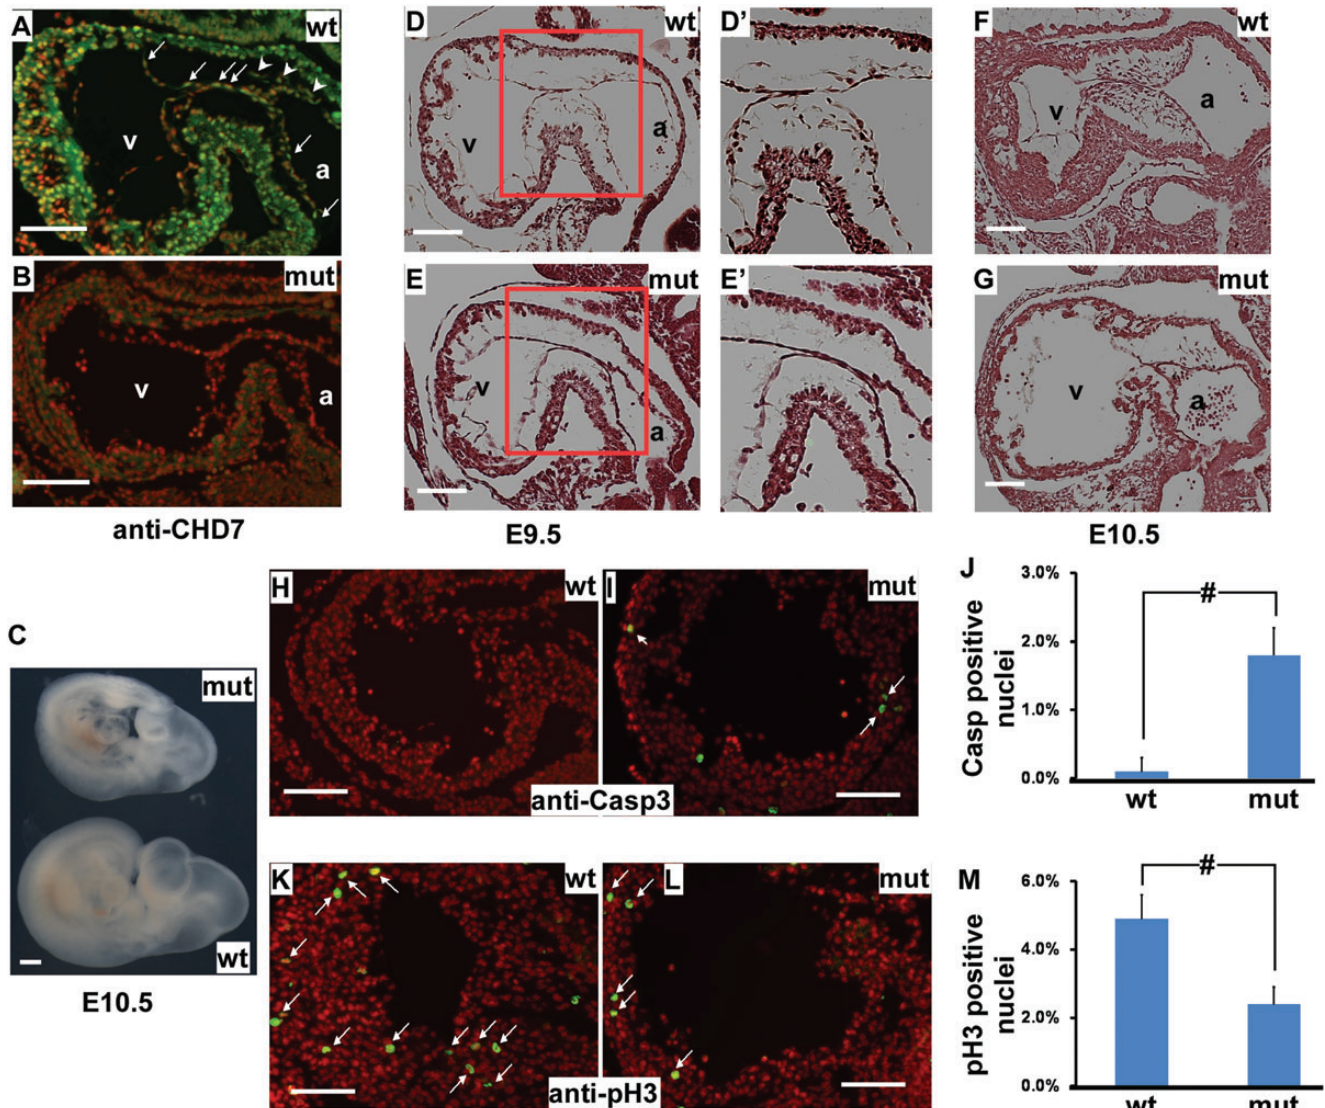 A wt
v
a
B mut
v
a
anti-CHD7
D wt
v
a
D’
E mut
v
a
E’
E9.5
F wt
v
a
G mut
v
a
E10.5
C
mut
wt
E10.5
H wt
I mut
anti-Casp3
J
Casp positive
nuclei
3.0%
2.0%
1.0%
0.0%
#
wt mut
K wt
L mut
anti-pH3
M
pH3 positive
nuclei
6.0%
4.0%
2.0%
0.0%
#
wt mut